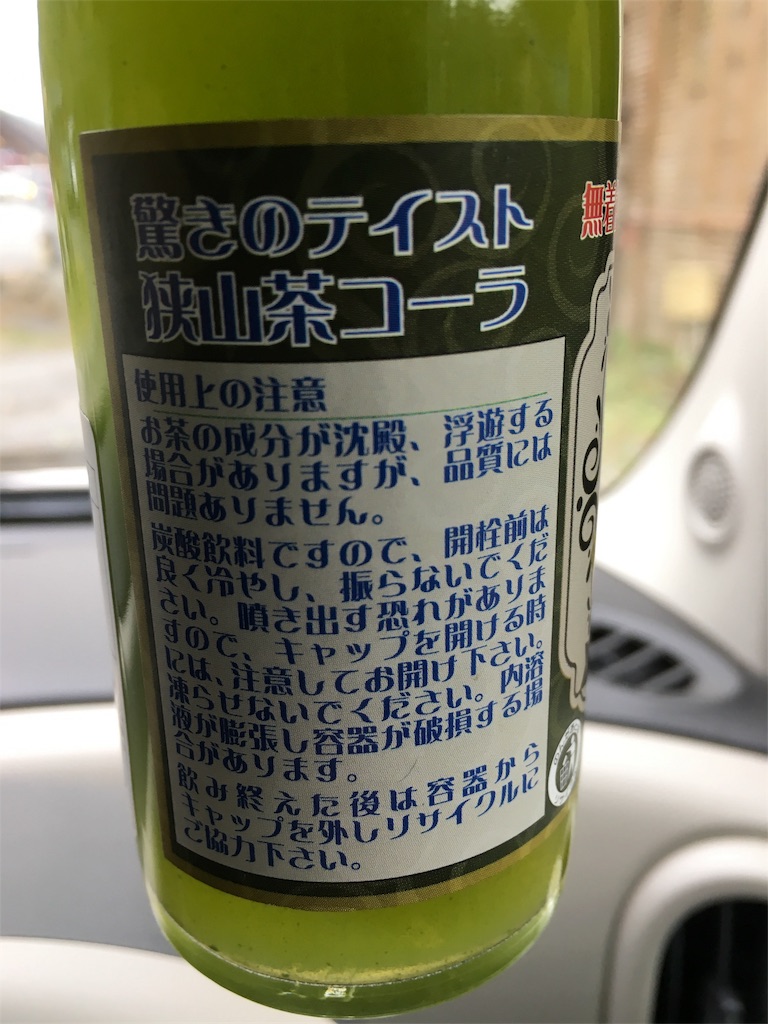 驚きのテイスト
狭山茶コーラ
無着
使用上の注意
お茶の成分が沈殿、浮遊する
場合がありますが、品質には
問題ありません。
炭酸飲料ですので、開栓前は
良く冷やし、振らないでくだ
さい。噴き出す恐れがありま
すので、キャップを開ける時
には、注意してお開け下さい。
凍らせないでください。内溶
液が膨張し容器が破損する場
合があります。
飲み終えた後は容器から
キャップを外しリサイクルに
ご協力下さい。